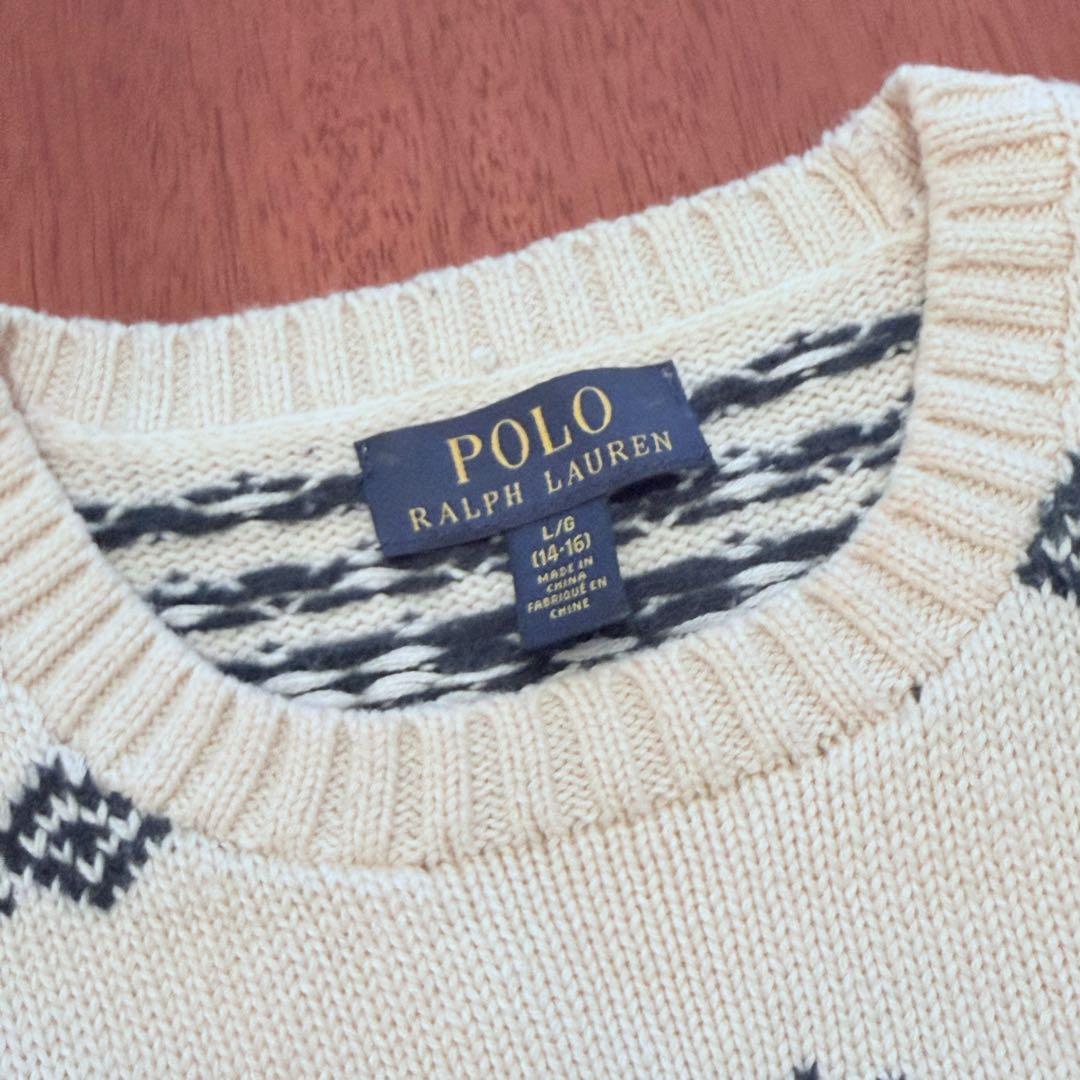 POLO
RALPH LAUREN
L/G
(14-16)
MADE IN
CHINA
FABRIQUÉ EN
CHINE